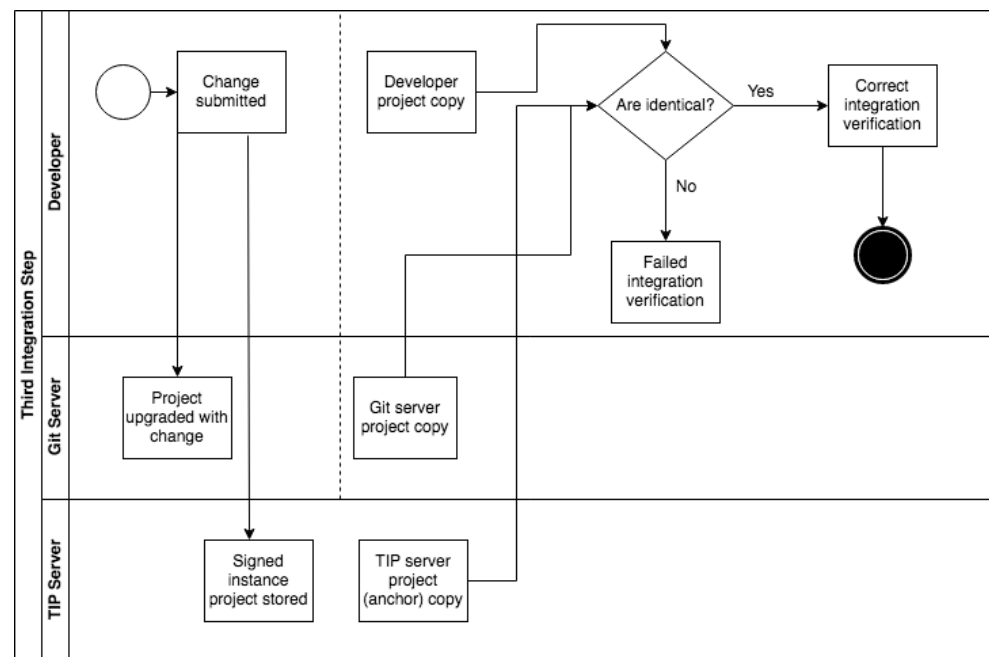 Third Integration Step
Developer
Change
submitted
Developer
project copy
Are identical?
Yes
Correct
integration
verification
No
Failed
integration
verification
Git Server
Project
upgraded with
change
Git server
project copy
TIP Server
Signed
instance
project stored
TIP server
project
(anchor) copy